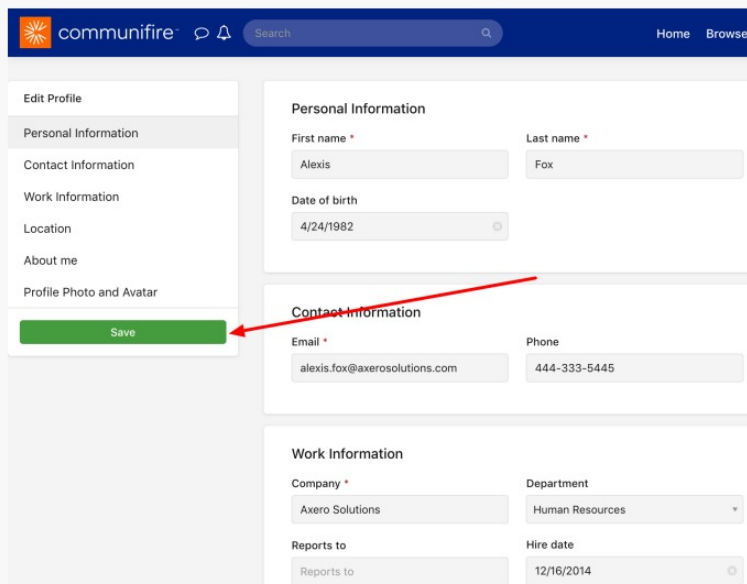 communifire
Search
Home Browse
Edit Profile
Personal Information
Contact Information
Work Information
Location
About me
Profile Photo and Avatar
Save
Personal Information
First name * Last name *
Alexis Fox
Date of birth
4/24/1982
Contact Information
Email * Phone
alexis.fox@axerosolutions.com 444-333-5445
Work Information
Company * Department
Axero Solutions Human Resources
Reports to Hire date
Reports to 12/16/2014